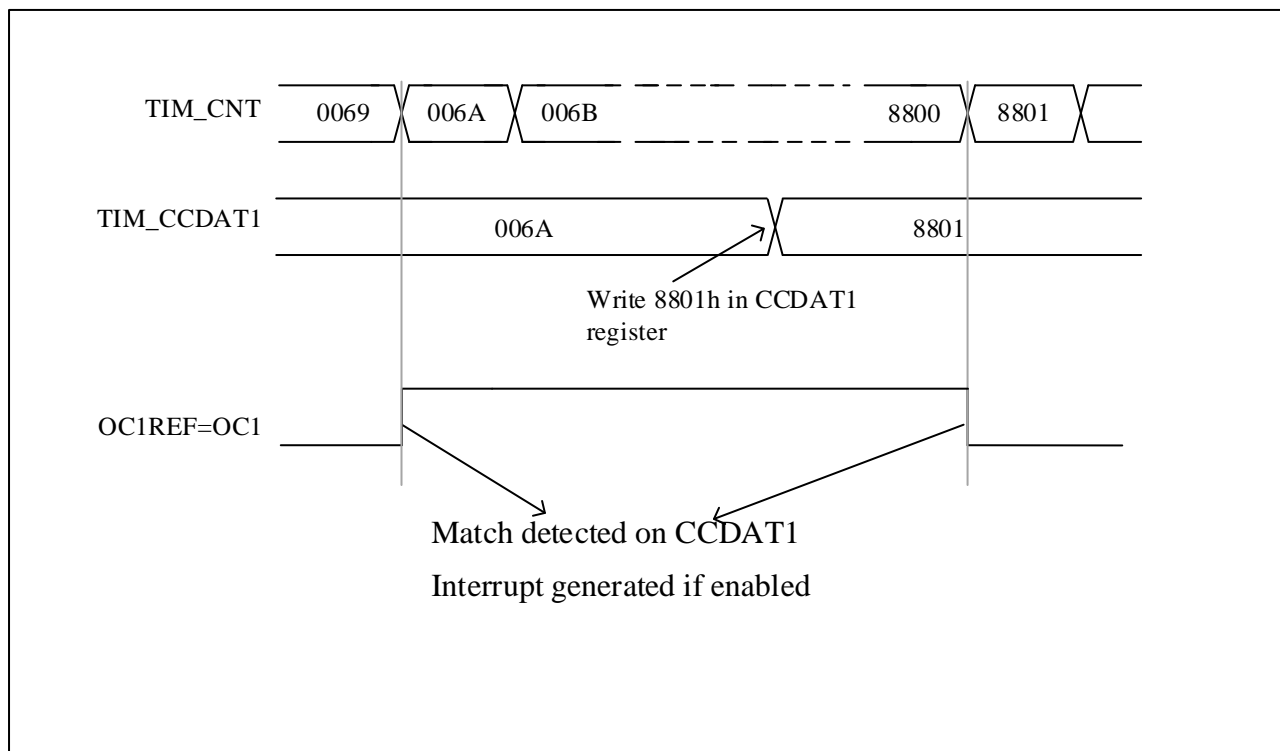 TIM_CNT
0069
006A
006B
8800
8801
TIM_CCDAT1
006A
8801
Write 8801h in CCDAT1
register
OC1REF=OC1
Match detected on CCDAT1
Interrupt generated if enabled